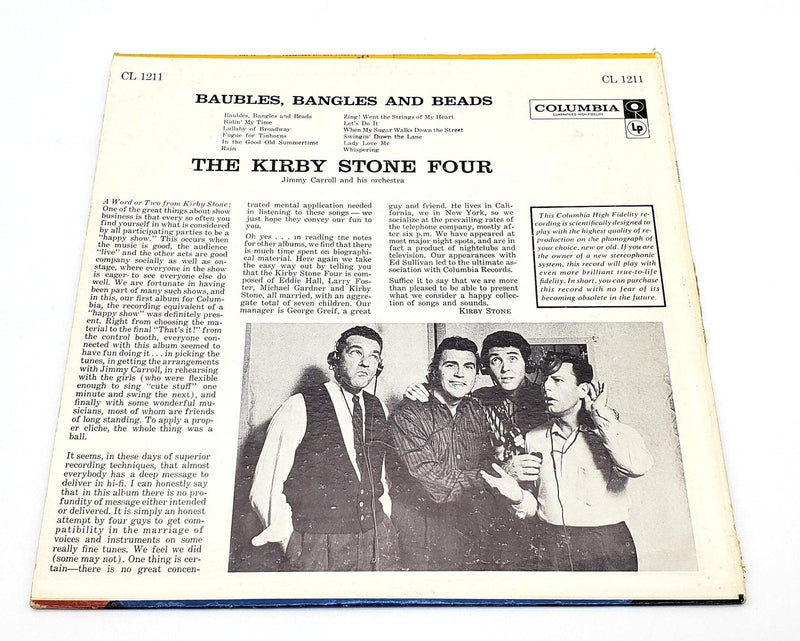 CL 1211
CL 1211
BAUBLES, BANGLES AND BEADS
Baubles, Bangles and Beads
Ridin' My Time
Lullaby of Broadway
Fugue for Tinhorns
In the Good Old Summertime
Rain
Zing! Went the Strings of My Heart
Let's Do It
When My Sugar Walks Down the Street
Swingin' Down the Lane
Lady Love Me
Whispering
COLUMBIA
GUARANTEED HIGH-FIDELITY
Lp
THE KIRBY STONE FOUR
Jimmy Carroll and his orchestra
A Word or Two from Kirby Stone:
One of the great things about show
business is that every so often you
find yourself in what is considered
by all participating parties to be a
"happy show." This occurs when
the music is good, the audience
"live" and the other acts are good
company socially as well as on-
stage, where everyone in the show
is eager to see everyone else do
well. We are fortunate in having
been part of many such shows, and
in this, our first album for Colum-
bia, the recording equivalent of a
"happy show" was definitely pres-
ent. Right from choosing the ma-
terial to the final "That's it!" from
the control booth, everyone con-
nected with this album seemed to
have fun doing it . . . in picking the
tunes, in getting the arrangements
with Jimmy Carroll, in rehearsing
with the girls (who were flexible
enough to sing "cute stuff" one
minute and swing the next), and
finally with some wonderful mu-
sicians, most of whom are friends
of long standing. To apply a prop-
er cliche, the whole thing was a
ball.
It seems, in these days of superior
recording techniques, that almost
everybody has a deep message to
deliver in hi-fi. I can honestly say
that in this album there is no pro-
fundity of message either intended
or delivered. It is simply an honest
attempt by four guys to get com-
patibility in the marriage of
voices and instruments on some
really fine tunes. We feel we did
(some may not). One thing is cer-
tain—there is no great concen-
trated mental application needed
in listening to these songs — we
just hope they convey our fun to
you.
Oh yes . . . in reading the notes
for other albums, we find that there
is much time spent on biographi-
cal material. Here again we take
the easy way out by telling you
that the Kirby Stone Four is com-
posed of Eddie Hall, Larry Fos-
ter, Michael Gardner and Kirby
Stone, all married, with an aggre-
gate total of seven children. Our
manager is George Greif, a great
guy and friend. He lives in Cali-
fornia, we in New York, so we
socialize at the prevailing rates of
the telephone company, mostly af-
ter six p.m. We have appeared at
most major night spots, and are in
fact a product of nightclubs and
television. Our appearances with
Ed Sullivan led to the ultimate as-
sociation with Columbia Records.
Suffice it to say that we are more
than pleased to be able to present
what we consider a happy collec-
tion of songs and sounds.
KIRBY STONE
This Columbia High Fidelity re-
cording is scientifically designed to
play with the highest quality of re-
production on the phonograph of
your choice, new or old. If you are
the owner of a new stereophonic
system, this record will play with
even more brilliant true-to-life
fidelity. In short, you can purchase
this record with no fear of its
becoming obsolete in the future.